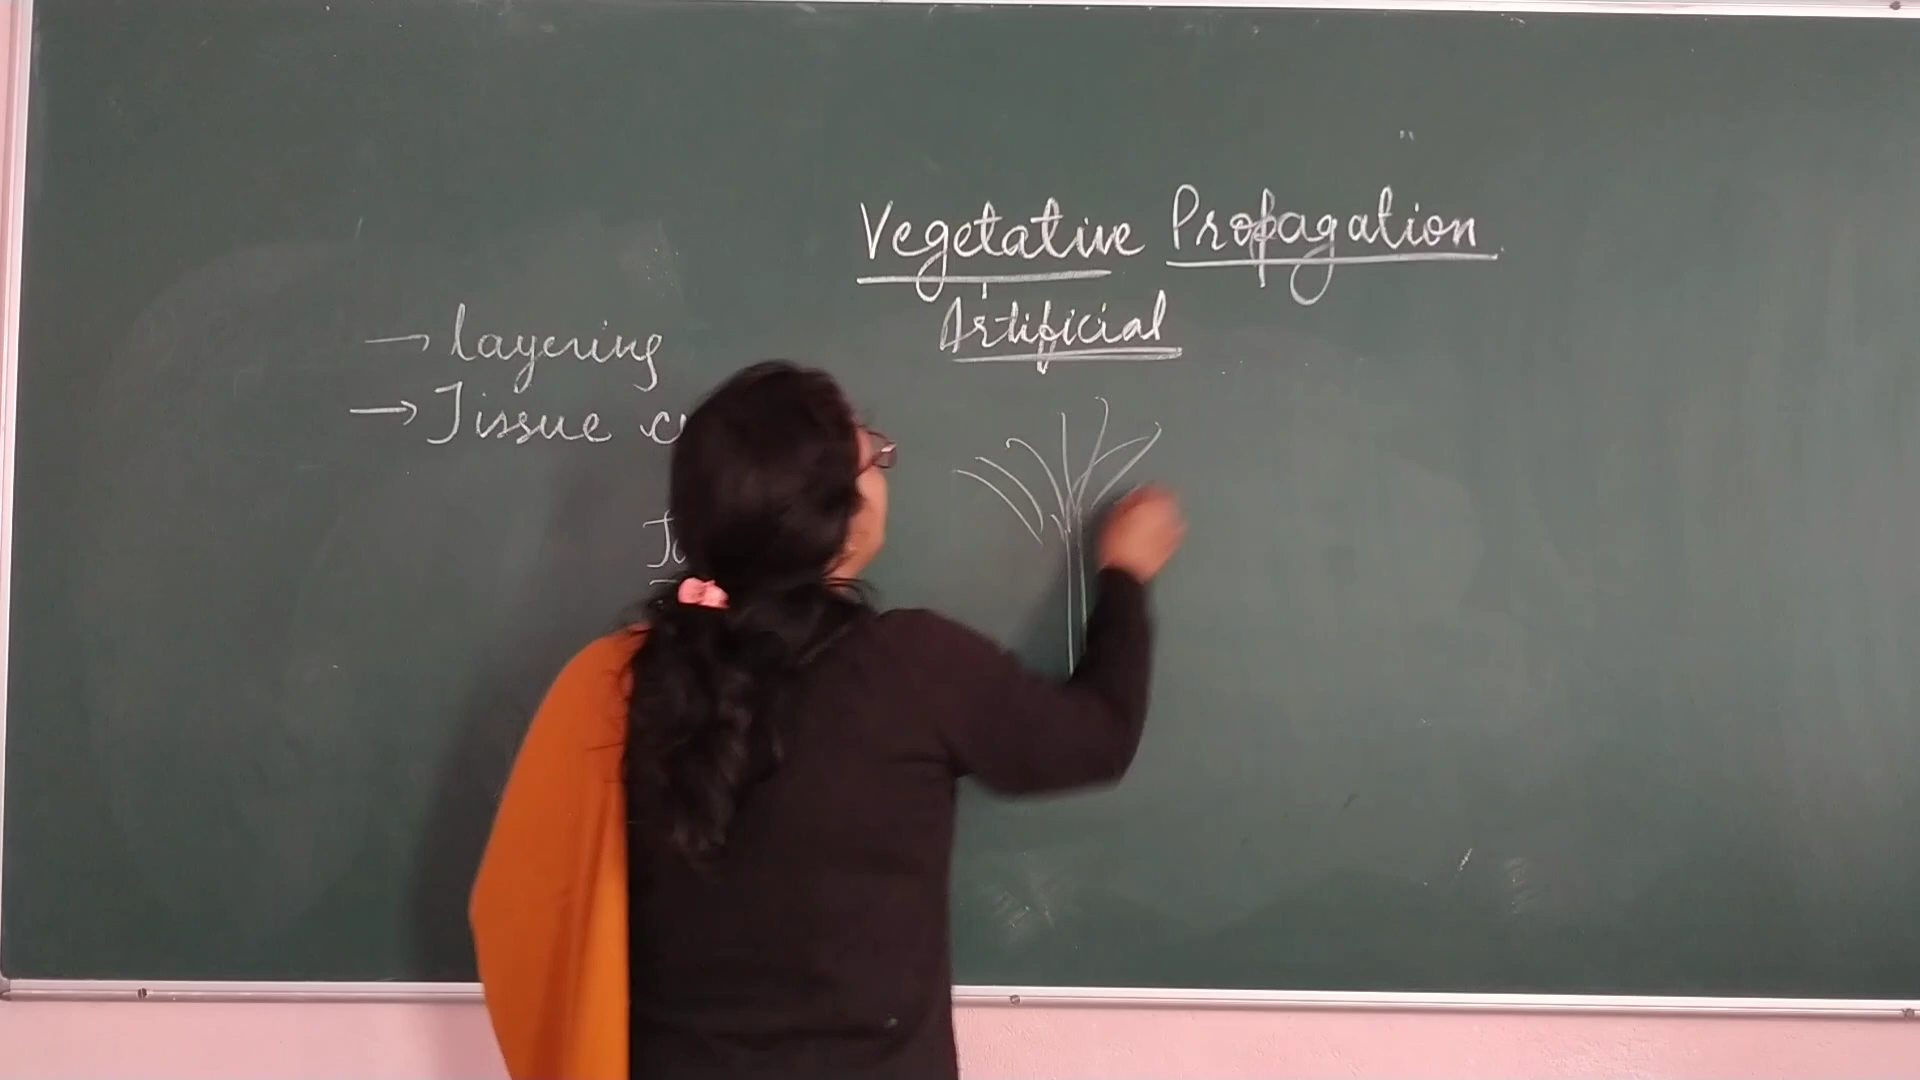 Vegetative Propagation
Artificial
→ layering
→ Tissue